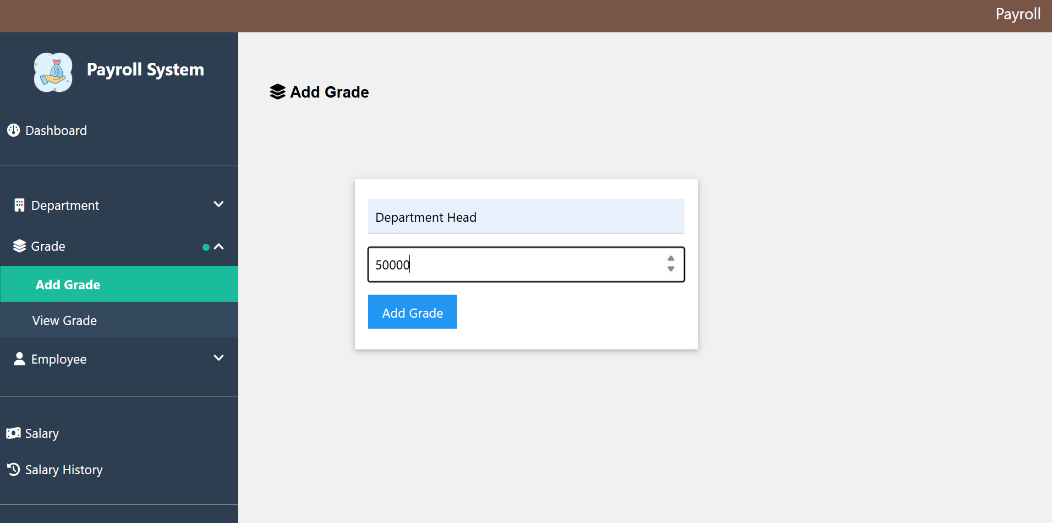 Payroll
Payroll System
Dashboard
Department
Grade
Add Grade
View Grade
Employee
Salary
Salary History
Add Grade
Department Head
50000
Add Grade